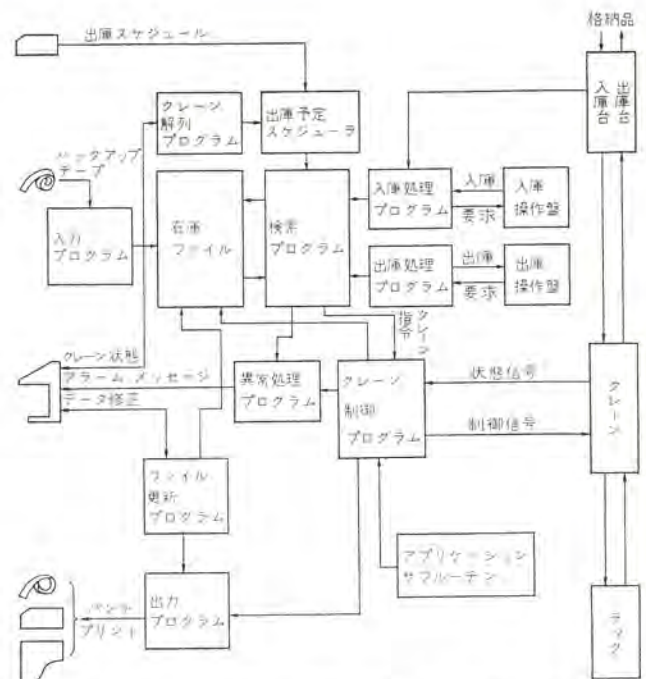 出庫スケジュール
格納品
入庫台
出庫台
クレーン
解列
プログラム
出庫予定
スケジューラ
バックアップ
テープ
入力
プログラム
在庫
ファイル
検索
プログラム
入庫処理
プログラム
入庫
要求
入庫
操作盤
出庫処理
プログラム
出庫
要求
出庫
操作盤
クレーン
指令
クレーン状態
アラーム メッセージ
データ修正
異常処理
プログラム
クレーン
制御
プログラム
状態信号
制御信号
クレーン
ファイル
更新
プログラム
アプリケーション
サブルーチン
パンチ
プリント
出力
プログラム
ラック